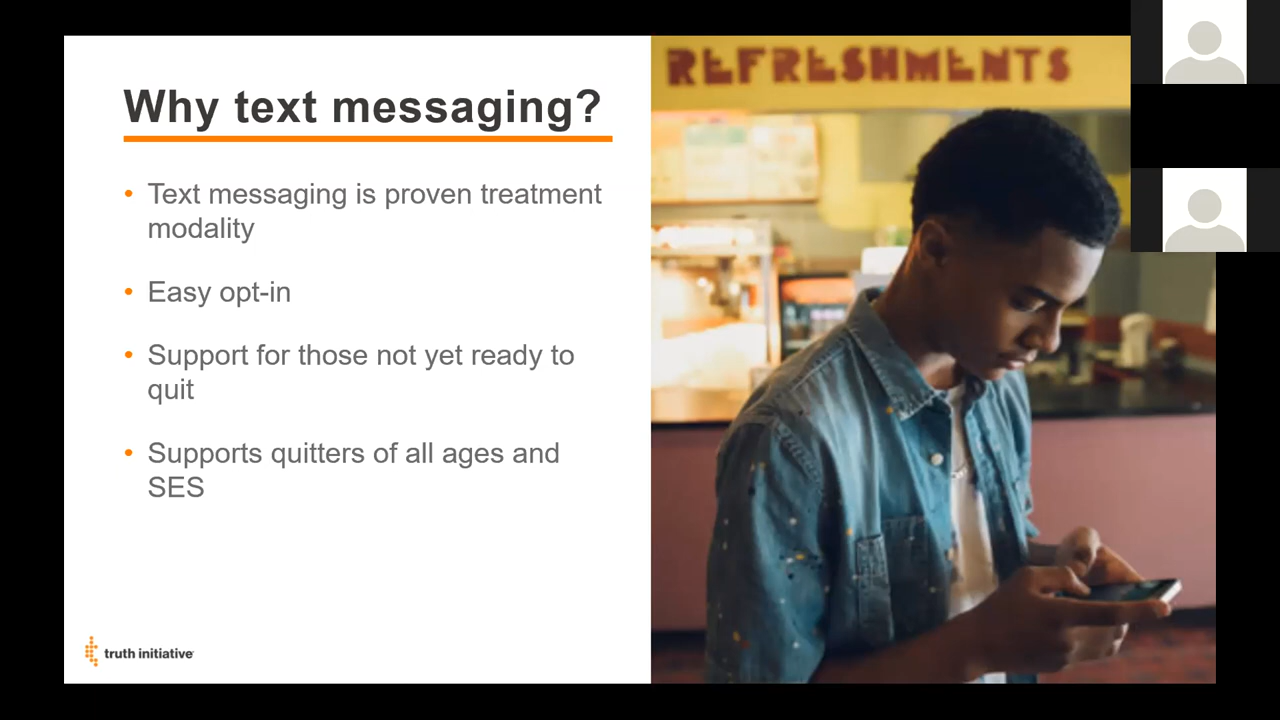 Why text messaging?
• Text messaging is proven treatment
modality
• Easy opt-in
• Support for those not yet ready to
quit
• Supports quitters of all ages and
SES
truth initiative
REFRESHMENTS